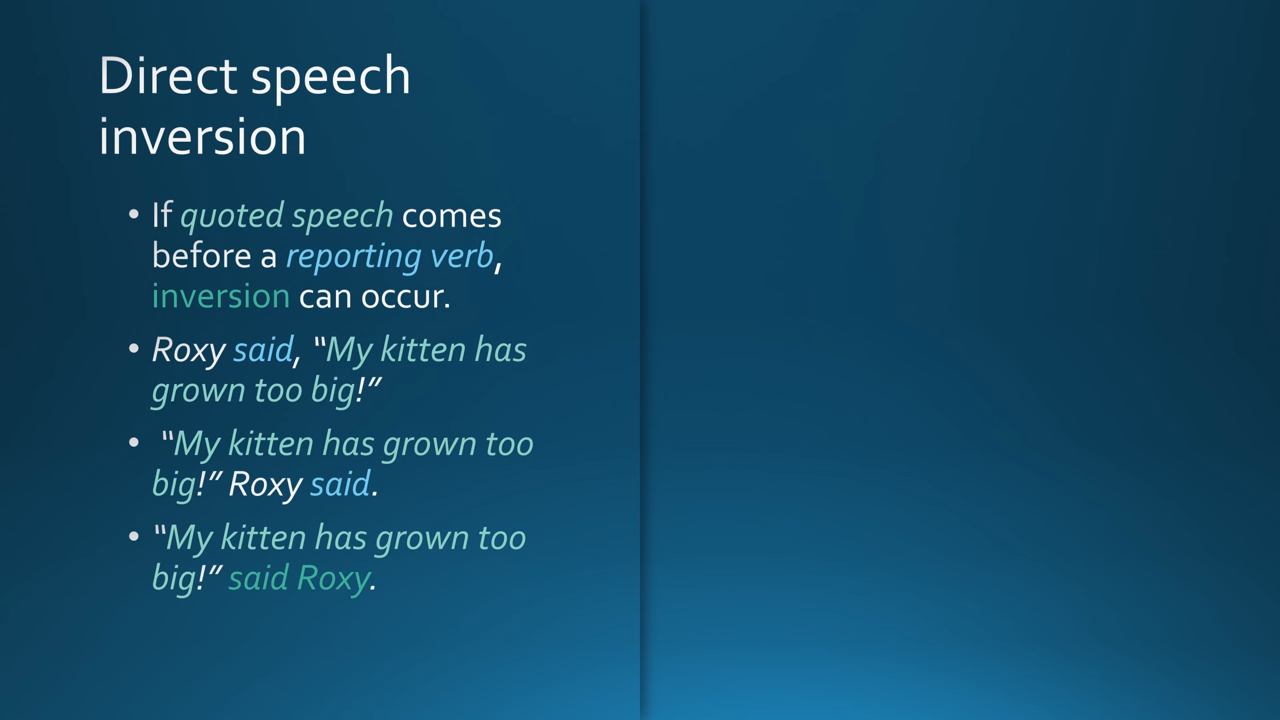 Direct speech
inversion
• If quoted speech comes
before a reporting verb,
inversion can occur.
• Roxy said, “My kitten has
grown too big!”
• “My kitten has grown too
big!” Roxy said.
• “My kitten has grown too
big!” said Roxy.